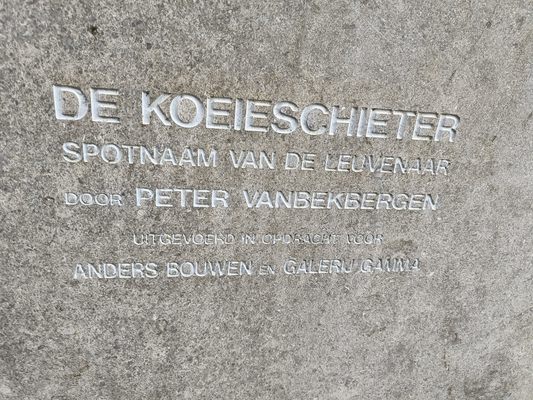 DE KOEIESCHIETER
SPOTNAAM VAN DE LEUVENAAR
DOOR PETER VANBEKBERGEN
UITGEVOERD IN OPDRACHT VOOR
ANDERS BOUWEN EN GALERIJ GAMMA